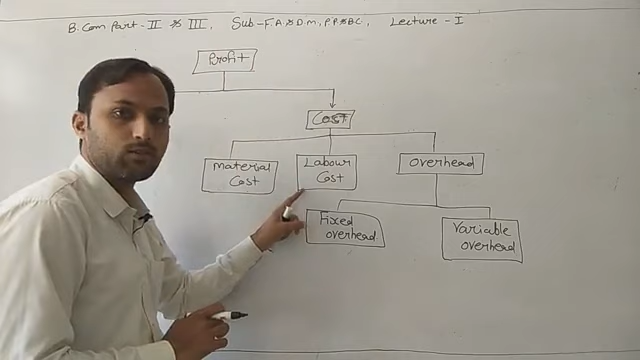 B. Com Part - II & III, Sub - F.A. & D.M., P.P. & B.C., Lecture - I
Profit
Cost
Material
Cost
Labour
Cost
Overhead
Fixed
overhead
Variable
overhead